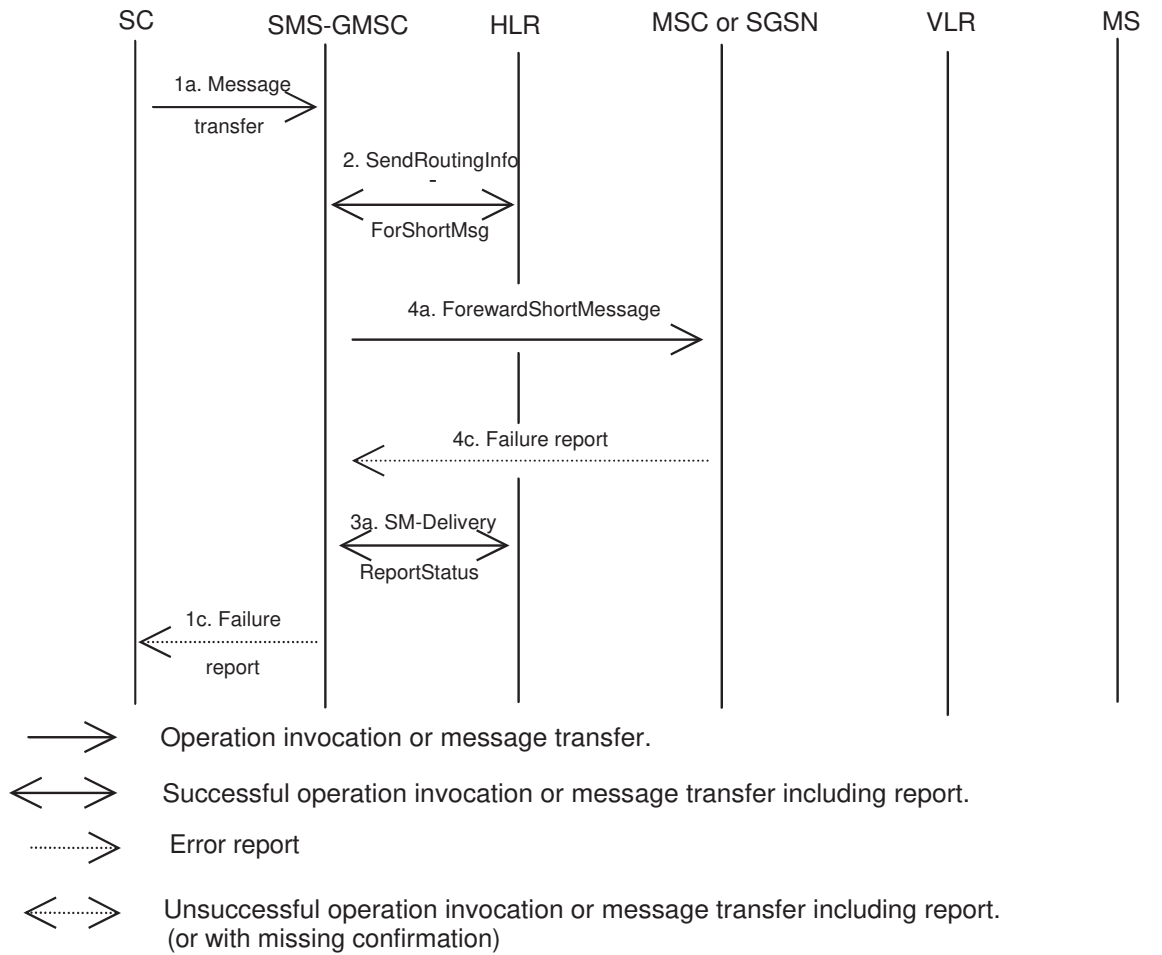 SC
SMS-GMSC
HLR
MSC or SGSN
VLR
MS
1a. Message
transfer
2. SendRoutingInfo
-
ForShortMsg
4a. ForewardShortMessage
4c. Failure report
3a. SM-Delivery
ReportStatus
1c. Failure
report
Operation invocation or message transfer.
Successful operation invocation or message transfer including report.
Error report
Unsuccessful operation invocation or message transfer including report.
(or with missing confirmation)